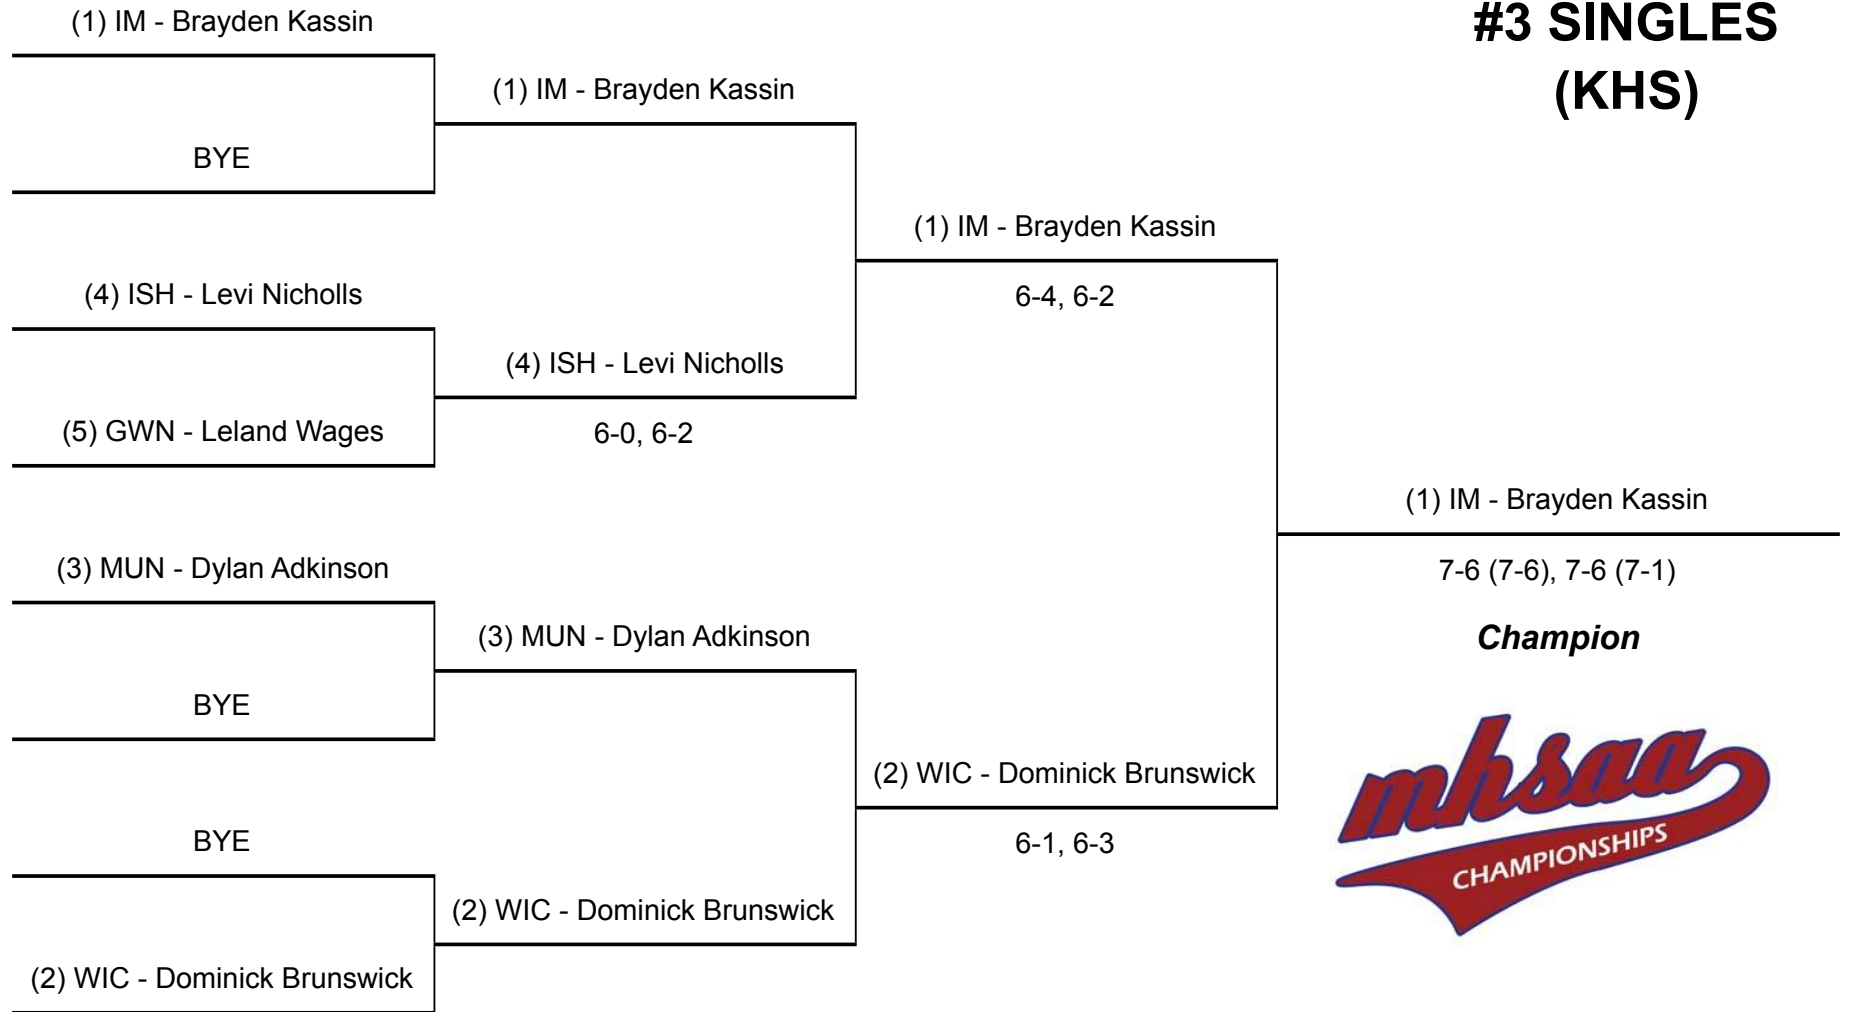 #3 SINGLES
(KHS)
(1) IM - Brayden Kassin
BYE
(4) ISH - Levi Nicholls
(5) GWN - Leland Wages
(3) MUN - Dylan Adkinson
BYE
BYE
(2) WIC - Dominick Brunswick
(1) IM - Brayden Kassin
(4) ISH - Levi Nicholls
6-0, 6-2
(3) MUN - Dylan Adkinson
(2) WIC - Dominick Brunswick
(1) IM - Brayden Kassin
6-4, 6-2
(2) WIC - Dominick Brunswick
6-1, 6-3
(1) IM - Brayden Kassin
7-6 (7-6), 7-6 (7-1)
Champion
mhsaa
CHAMPIONSHIPS